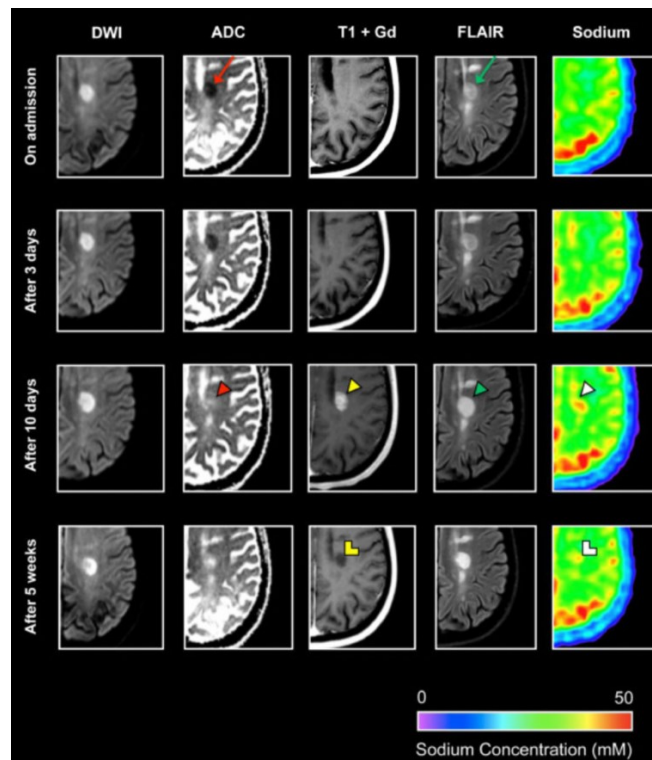 DWI ADC T1 + Gd FLAIR Sodium
On admission
After 3 days
After 10 days
After 5 weeks
0 50
Sodium Concentration (mM)